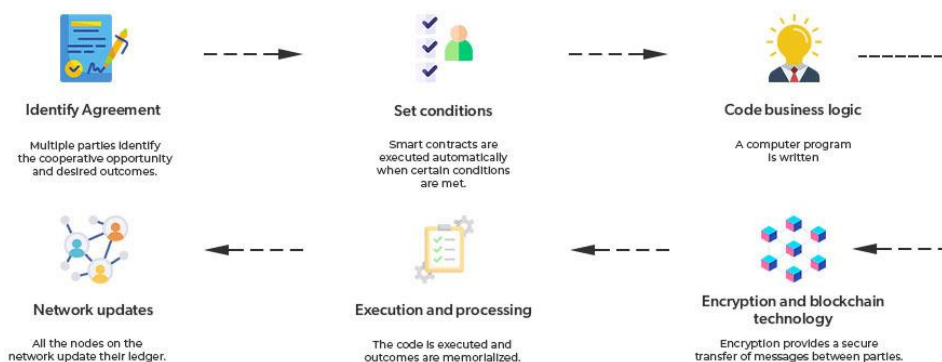 Identify Agreement
Multiple parties identify
the cooperative opportunity
and desired outcomes.
Set conditions
Smart contracts are
executed automatically
when certain conditions
are met.
Code business logic
A computer program
is written
Encryption and blockchain
technology
Encryption provides a secure
transfer of messages between parties.
Execution and processing
The code is executed and
outcomes are memorialized.
Network updates
All the nodes on the
network update their ledger.